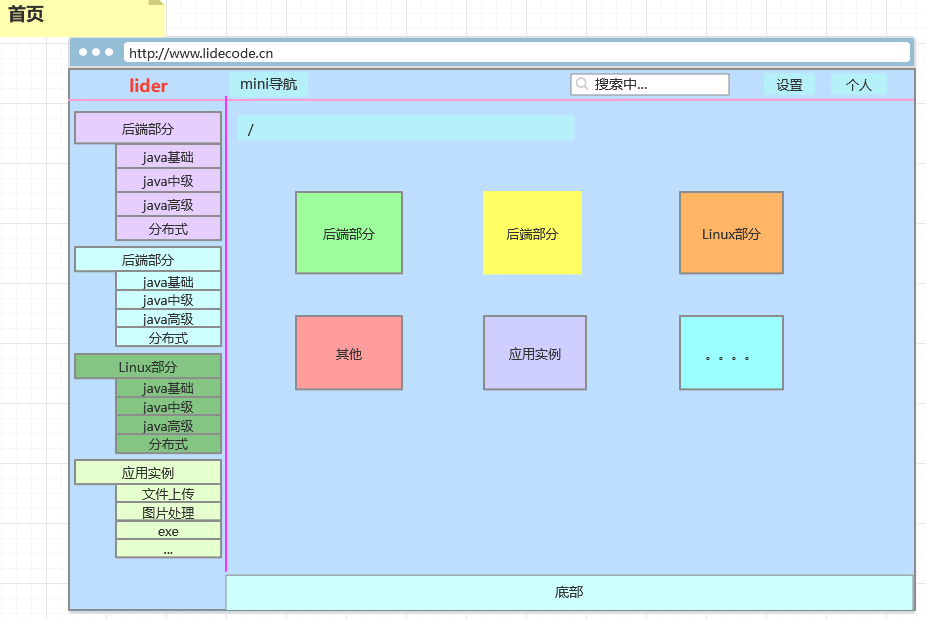 首页
http://www.lidecode.cn
lider
mini导航
搜索中...
设置
个人
后端部分
java基础
java中级
java高级
分布式
后端部分
java基础
java中级
java高级
分布式
Linux部分
java基础
java中级
java高级
分布式
应用实例
文件上传
图片处理
exe
...
/
后端部分
后端部分
Linux部分
其他
应用实例
。。。。
底部